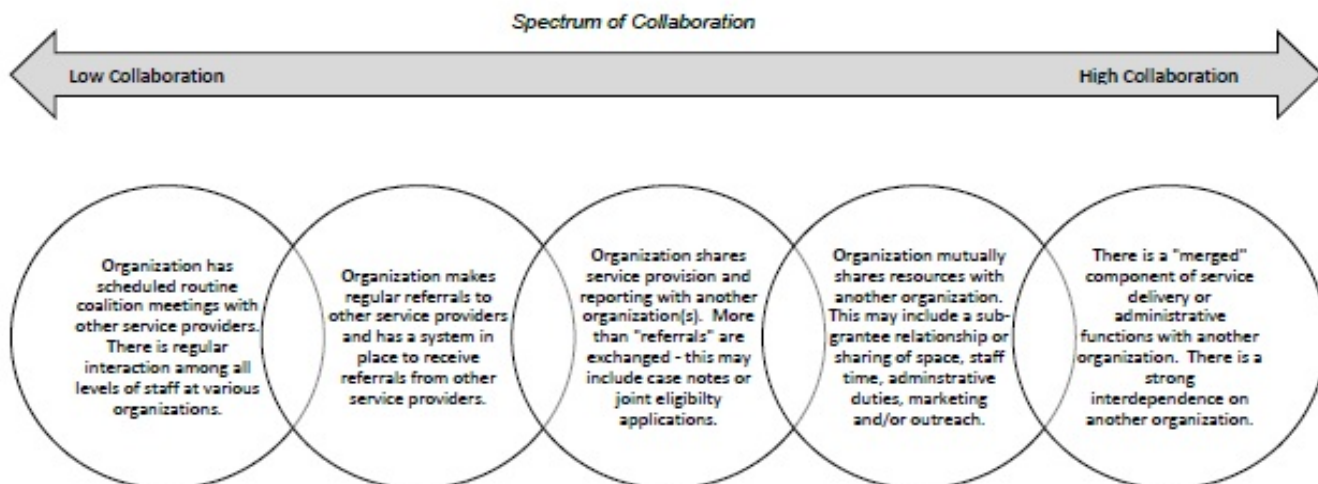 Spectrum of Collaboration
Low Collaboration
High Collaboration
Organization has
scheduled routine
coalition meetings with
other service providers.
There is regular
interaction among all
levels of staff at various
organizations.
Organization makes
regular referrals to
other service providers
and has a system in
place to receive
referrals from other
service providers.
Organization shares
service provision and
reporting with another
organization(s).  More
than "referrals" are
exchanged - this may
include case notes or
joint eligibilty
applications.
Organization mutually
shares resources with
another organization.
This may include a sub-
grantee relationship or
sharing of space, staff
time, adminstrative
duties, marketing
and/or outreach.
There is a "merged"
component of service
delivery or
administrative
functions with another
organization.  There is a
strong
interdependence on
another organization.